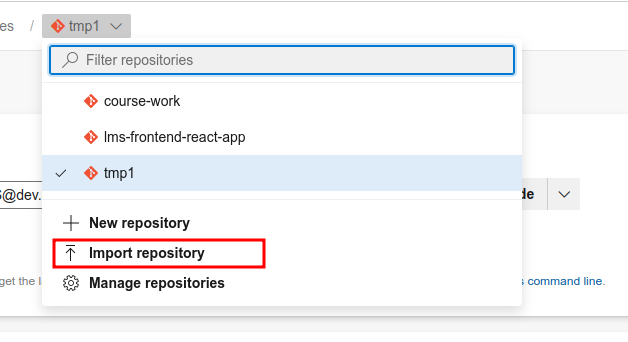 es / tmp1
Filter repositories
course-work
lms-frontend-react-app
tmp1
@dev. de
New repository
Import repository
get the command line.
Manage repositories